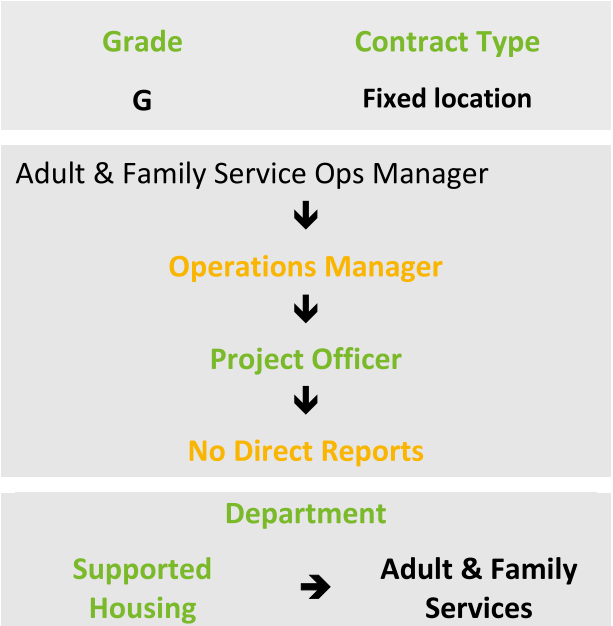 Grade Contract Type
G Fixed location
Adult & Family Service Ops Manager
Operations Manager
Project Officer
No Direct Reports
Department
Supported Housing
Adult & Family Services